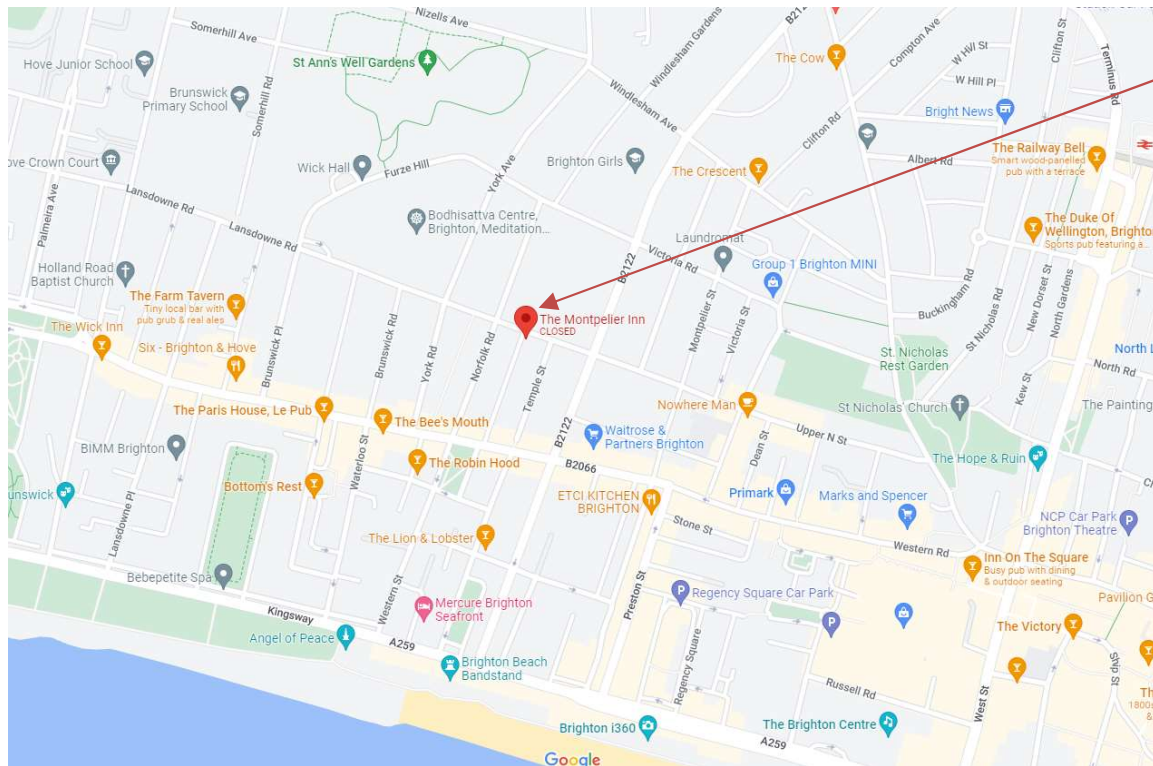 Nizells Ave
B2122
Station Car P
Somerhill Ave
Windlesham Gardens
Compton Ave
W Hill St
Clifton St
Terminus Rd
Hove Junior School
St Ann's Well Gardens
The Cow
W Hill Pl
Brunswick
Primary School
Somerhill Rd
Windlesham Ave
Clifton Rd
Bright News
ove Crown Court
Wick Hall
Furze Hill
York Ave
Brighton Girls
The Crescent
Albert Rd
The Railway Bell
Smart wood-panelled
pub with a terrace
Palmeira Ave
Lansdowne Rd
Bodhisattva Centre,
Brighton, Meditation...
Laundromat
The Duke Of
Wellington, Brighton
Sports pub featuring a...
Lansdowne Rd
B2122
Victoria Rd
Group 1 Brighton MINI
Holland Road
Baptist Church
The Farm Tavern
Tiny local bar with
pub grub & real ales
Buckingham Rd
New Dorset St
North Gardens
The Wick Inn
Six - Brighton & Hove
Brunswick Pl
Brunswick Rd
York Rd
Norfolk Rd
The Montpelier Inn
CLOSED
Montpelier St
Victoria St
St Nicholas Rd
St. Nicholas
Rest Garden
North L
North Rd
Temple St
Kew St
The Paris House, Le Pub
The Bee's Mouth
Nowhere Man
St Nicholas' Church
The Painting
BIMM Brighton
Waterloo St
B2122
Waitrose &
Partners Brighton
Upper N St
Dean St
The Robin Hood
B2066
The Hope & Ruin
unswick
Bottom's Rest
ETCI KITCHEN
BRIGHTON
Primark
Marks and Spencer
Ch
Lansdowne Pl
Stone St
NCP Car Park
Brighton Theatre
The Lion & Lobster
Western Rd
Inn On The Square
Busy pub with dining
& outdoor seating
Bebepetite Spa
Western St
Preston St
Regency Square Car Park
Pavilion G
Kingsway
Mercure Brighton
Seafront
The Victory
Angel of Peace
A259
Brighton Beach
Bandstand
Regency Square
Ship St
Russell Rd
West St
Th
1800s
&
Brighton i360
The Brighton Centre
A259
Google